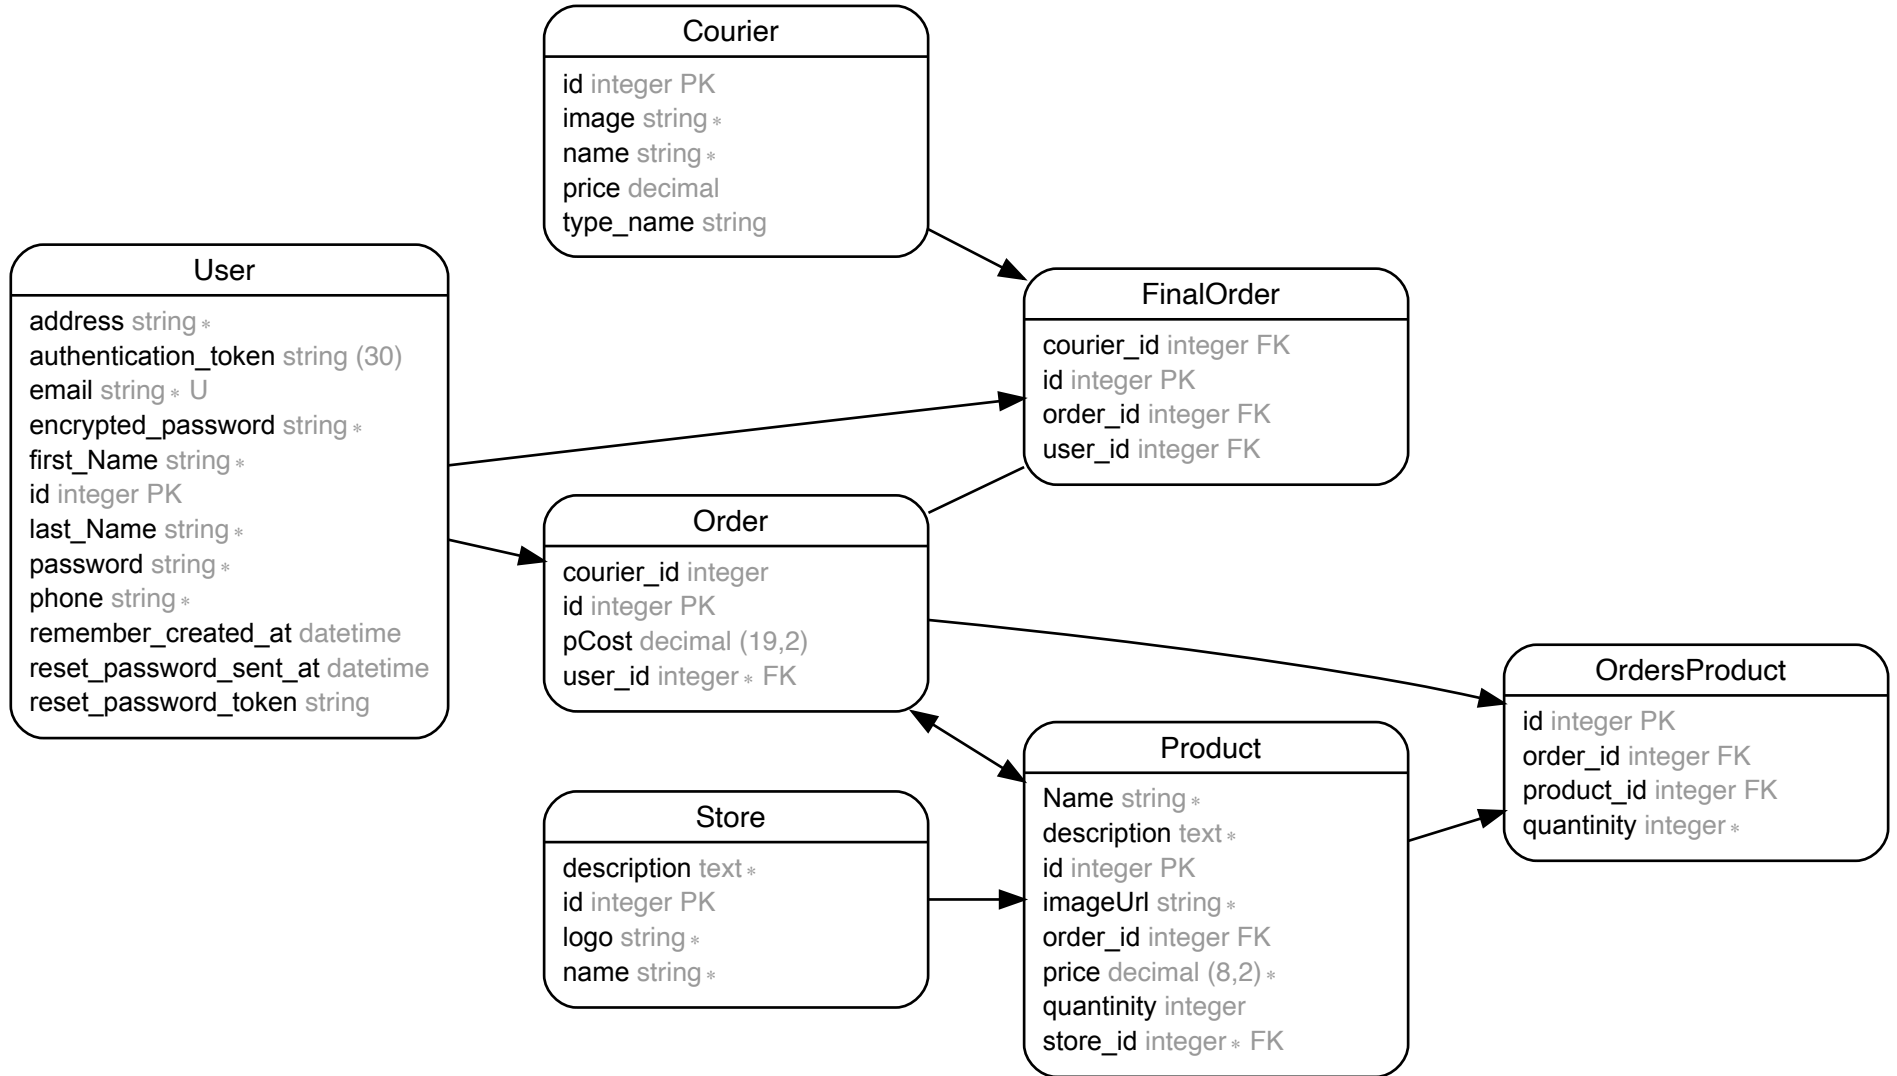 Courier
id integer PK
image string *
name string *
price decimal
type_name string
User
address string *
authentication_token string (30)
email string * U
encrypted_password string *
first_Name string *
id integer PK
last_Name string *
password string *
phone string *
remember_created_at datetime
reset_password_sent_at datetime
reset_password_token string
FinalOrder
courier_id integer FK
id integer PK
order_id integer FK
user_id integer FK
Order
courier_id integer
id integer PK
pCost decimal (19,2)
user_id integer * FK
Store
description text *
id integer PK
logo string *
name string *
Product
Name string *
description text *
id integer PK
imageUrl string *
order_id integer FK
price decimal (8,2) *
quantinity integer
store_id integer * FK
OrdersProduct
id integer PK
order_id integer FK
product_id integer FK
quantinity integer *